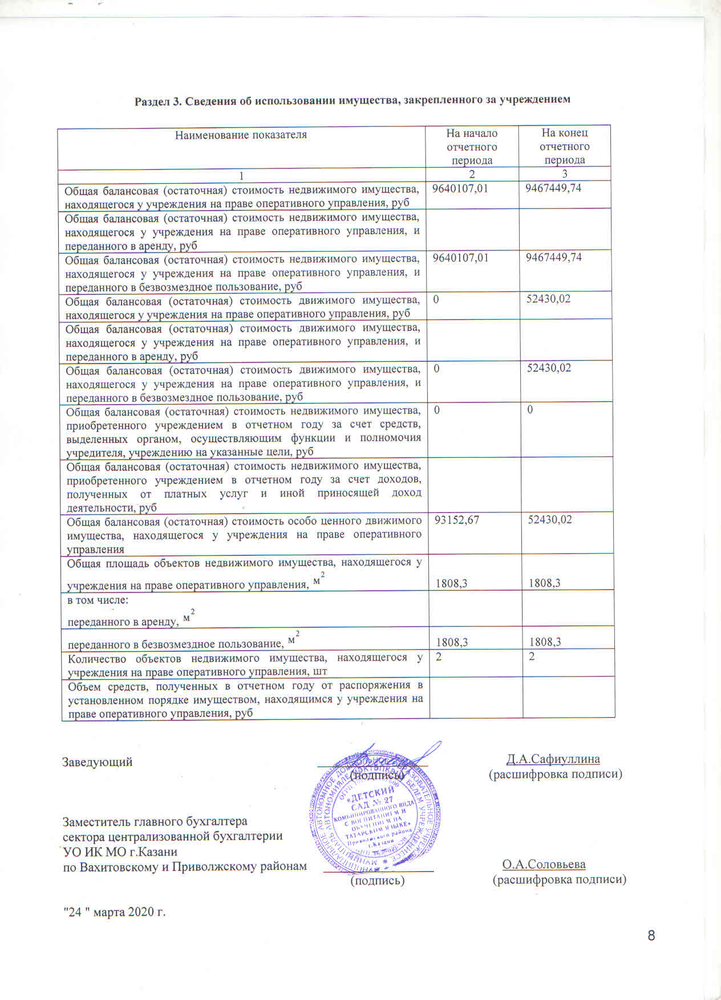 Раздел 3. Сведения об использовании имущества, закрепленного за учреждением
Наименование показателя
На начало
отчетного
периода
На конец
отчетного
периода
1
2
3
Общая балансовая (остаточная) стоимость недвижимого имущества,
находящегося у учреждения на праве оперативного управления, руб
9640107,01
9467449,74
Общая балансовая (остаточная) стоимость недвижимого имущества,
находящегося у учреждения на праве оперативного управления, и
переданного в аренду, руб
Общая балансовая (остаточная) стоимость недвижимого имущества,
находящегося у учреждения на праве оперативного управления, и
переданного в безвозмездное пользование, руб
9640107,01
9467449,74
Общая балансовая (остаточная) стоимость движимого имущества,
находящегося у учреждения на праве оперативного управления, руб
0
52430,02
Общая балансовая (остаточная) стоимость движимого имущества,
находящегося у учреждения на праве оперативного управления, и
переданного в аренду, руб
Общая балансовая (остаточная) стоимость движимого имущества,
находящегося у учреждения на праве оперативного управления, и
переданного в безвозмездное пользование, руб
0
52430,02
Общая балансовая (остаточная) стоимость недвижимого имущества,
приобретенного учреждением в отчетном году за счет средств,
выделенных органом, осуществляющим функции и полномочия
учредителя, учреждению на указанные цели, руб
0
0
Общая балансовая (остаточная) стоимость недвижимого имущества,
приобретенного учреждением в отчетном году за счет доходов,
полученных от платных услуг и иной приносящей доход
деятельности, руб
Общая балансовая (остаточная) стоимость особо ценного движимого
имущества, находящегося у учреждения на праве оперативного
управления
93152,67
52430,02
Общая площадь объектов недвижимого имущества, находящегося у
учреждения на праве оперативного управления, м²
1808,3
1808,3
в том числе:
переданного в аренду, м²
переданного в безвозмездное пользование, м²
1808,3
1808,3
Количество объектов недвижимого имущества, находящегося у
учреждения на праве оперативного управления, шт
2
2
Объем средств, полученных в отчетном году от распоряжения в
установленном порядке имуществом, находящимся у учреждения на
праве оперативного управления, руб
Заведующий
Д.А.Сафиуллина
(подпись)
(расшифровка подписи)
«ДЕТСКИЙ
САД № 27
КОМБИНИРОВАННОГО ВИДА
С ВОСПИТАНИЕМ И
ОБУЧЕНИЕМ НА
ТАТАРСКОМ ЯЗЫКЕ»
Приволжского района
г.Казани
Заместитель главного бухгалтера
сектора централизованной бухгалтерии
УО ИК МО г.Казани
по Вахитовскому и Приволжскому районам
О.А.Соловьева
(подпись)
(расшифровка подписи)
"24 " марта 2020 г.
8